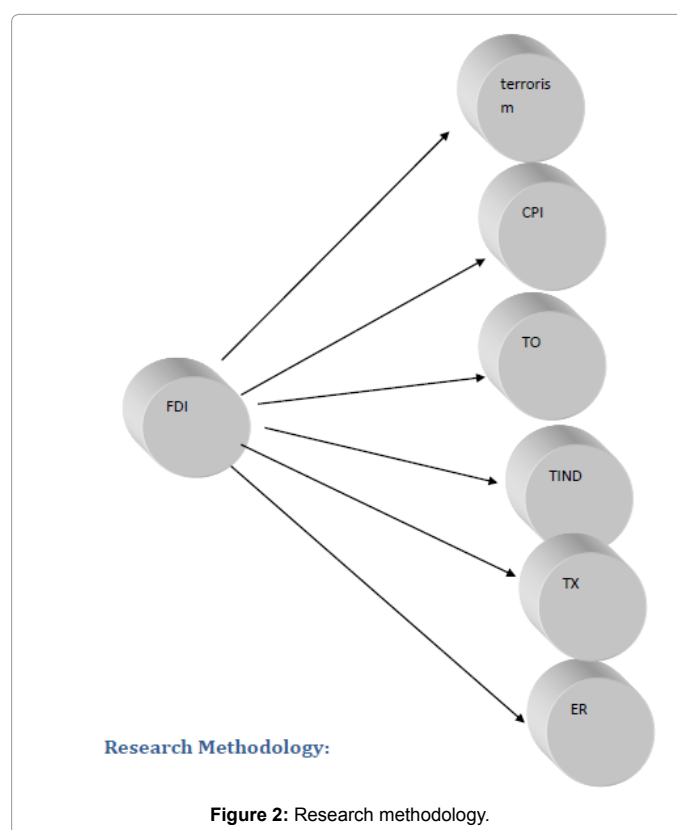 terroris
m
CPI
TO
FDI
TIND
TX
ER
Research Methodology:
Figure 2: Research methodology.